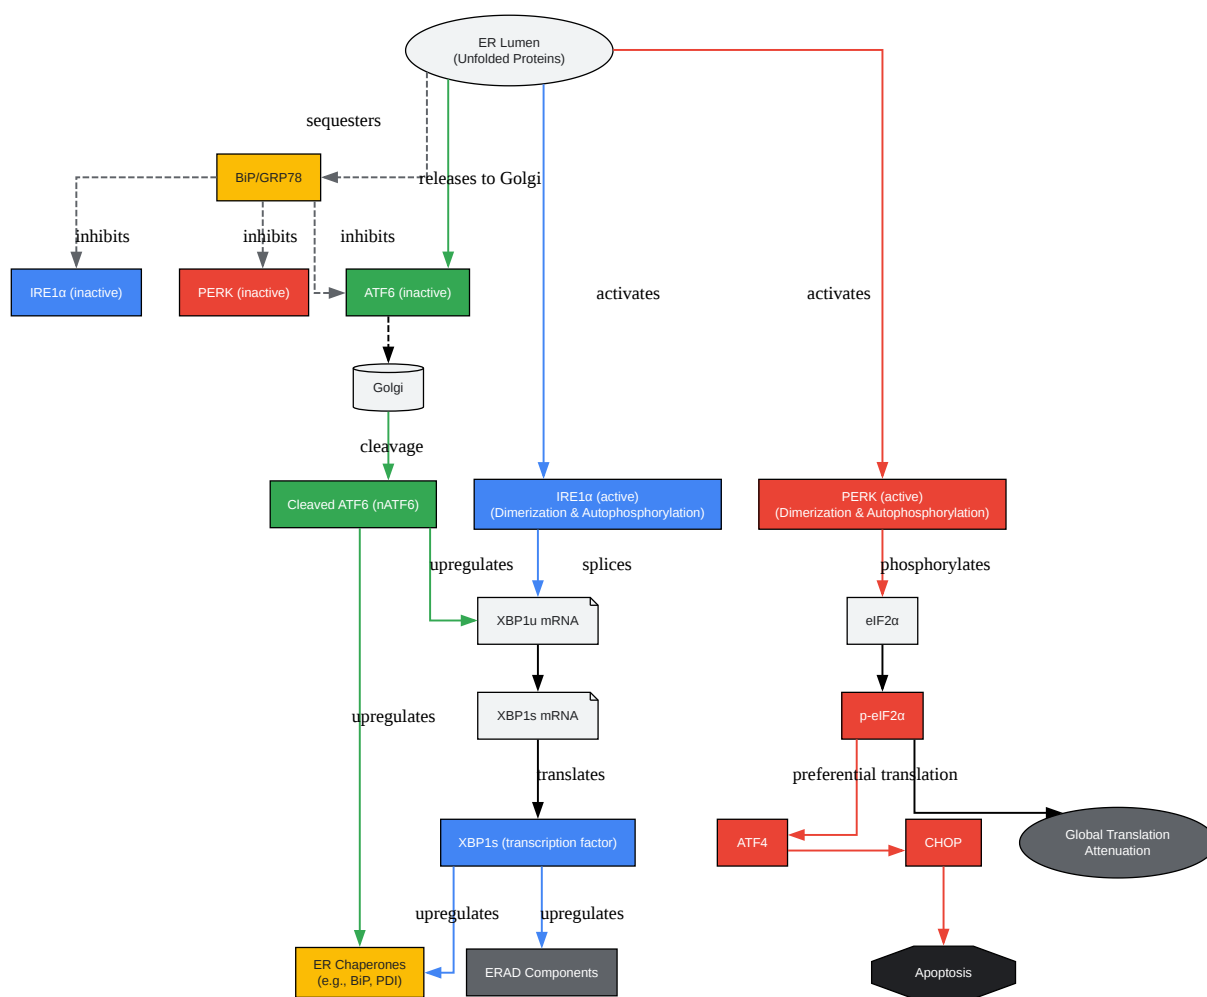 ER Lumen
(Unfolded Proteins)
sequesters
BiP/GRP78
releases to Golgi
inhibits
inhibits
inhibits
IRE1α (inactive)
PERK (inactive)
ATF6 (inactive)
activates
activates
Golgi
cleavage
Cleaved ATF6 (nATF6)
IRE1α (active)
(Dimerization & Autophosphorylation)
PERK (active)
(Dimerization & Autophosphorylation)
upregulates
splices
phosphorylates
XBP1u mRNA
eIF2α
upregulates
XBP1s mRNA
p-eIF2α
translates
preferential translation
XBP1s (transcription factor)
ATF4
CHOP
Global Translation
Attenuation
upregulates
upregulates
ER Chaperones
(e.g., BiP, PDI)
ERAD Components
Apoptosis